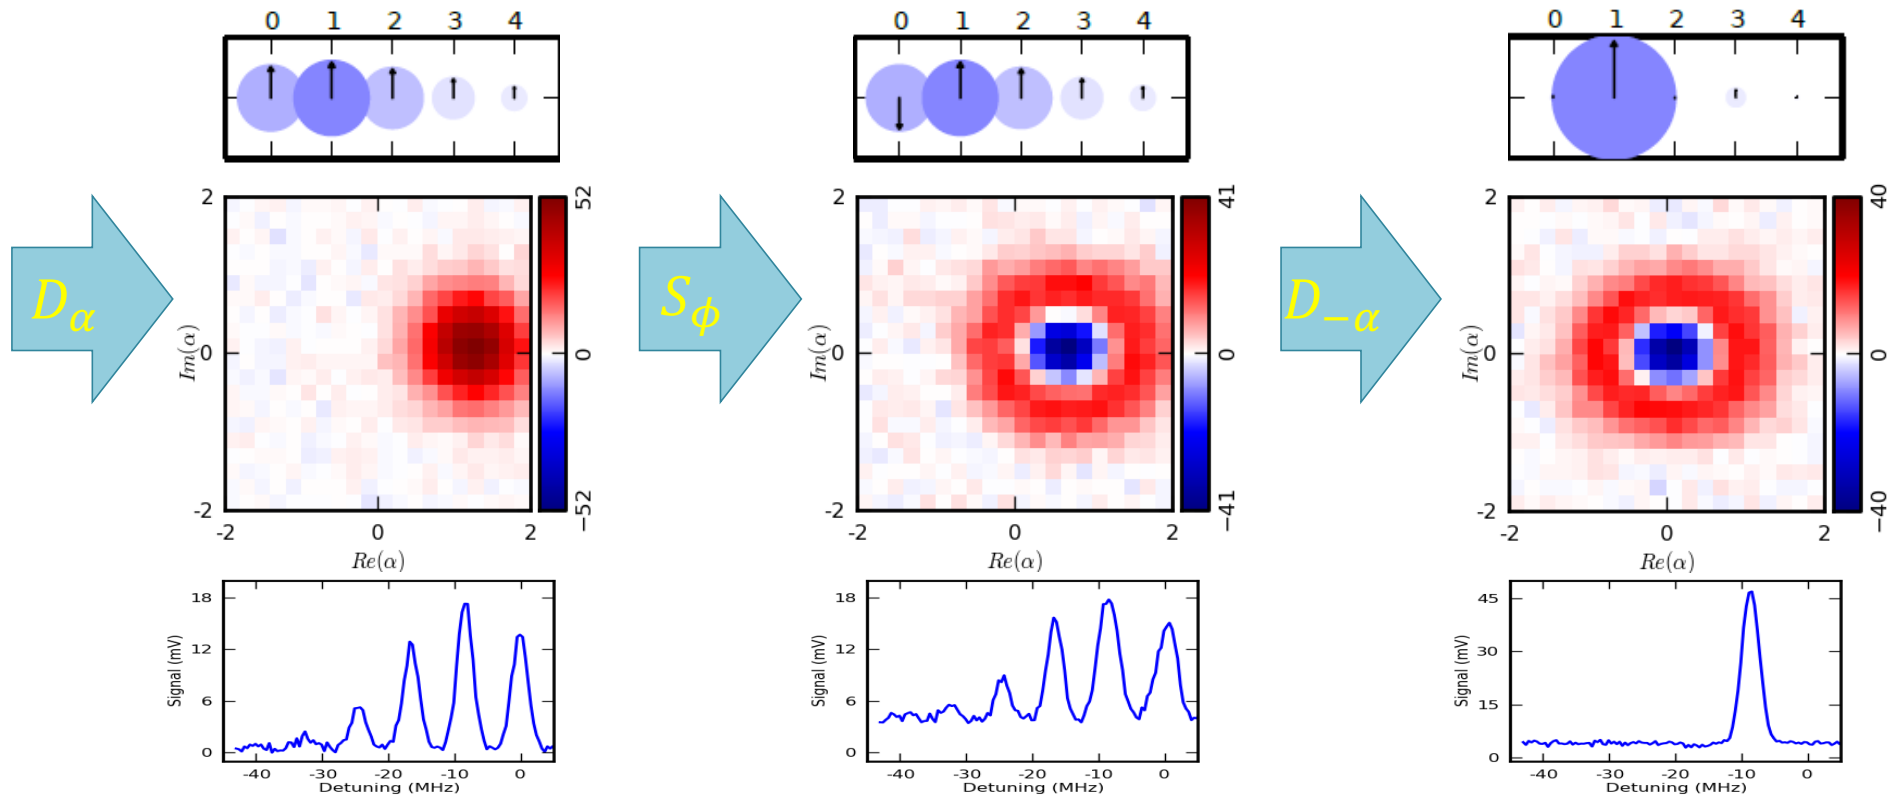 0 1 2 3 4
0 1 2 3 4
0 1 2 3 4
D_α
2
0
-2
Im(α)
-2 0 2
Re(α)
52
0
−52
S_ϕ
2
0
-2
Im(α)
-2 0 2
Re(α)
41
0
−41
D_{−α}
2
0
-2
Im(α)
-2 0 2
Re(α)
40
0
−40
18
12
6
0
Signal (mV)
-40 -30 -20 -10 0
Detuning (MHz)
18
12
6
0
Signal (mV)
-40 -30 -20 -10 0
Detuning (MHz)
45
30
15
0
Signal (mV)
-40 -30 -20 -10 0
Detuning (MHz)